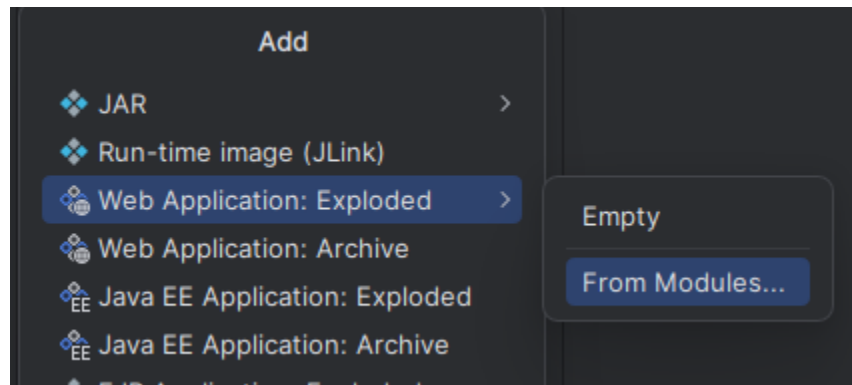 Add
JAR
Run-time image (JLink)
Web Application: Exploded
Empty
Web Application: Archive
From Modules...
Java EE Application: Exploded
Java EE Application: Archive